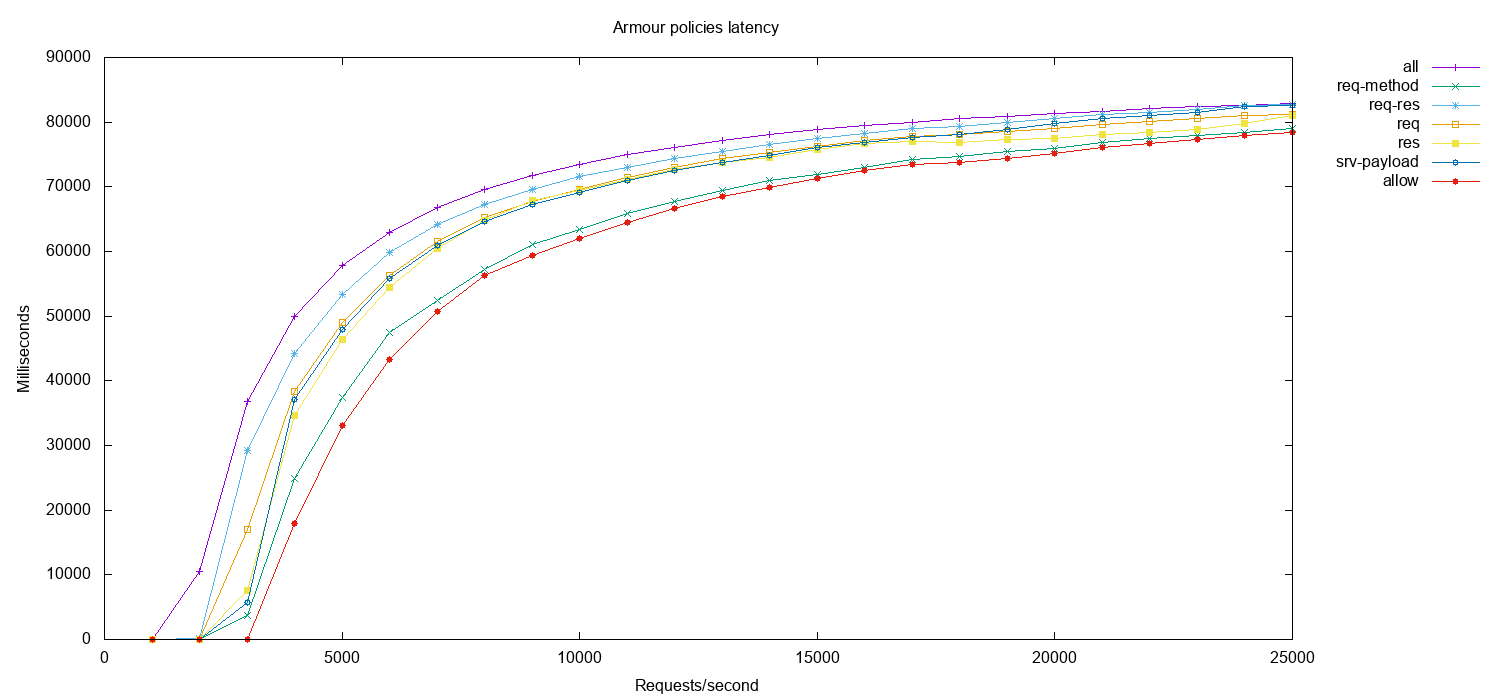 Armour policies latency
90000
80000
70000
60000
50000
40000
30000
20000
10000
0
Milliseconds
0 5000 10000 15000 20000 25000
Requests/second
all
req-method
req-res
req
res
srv-payload
allow